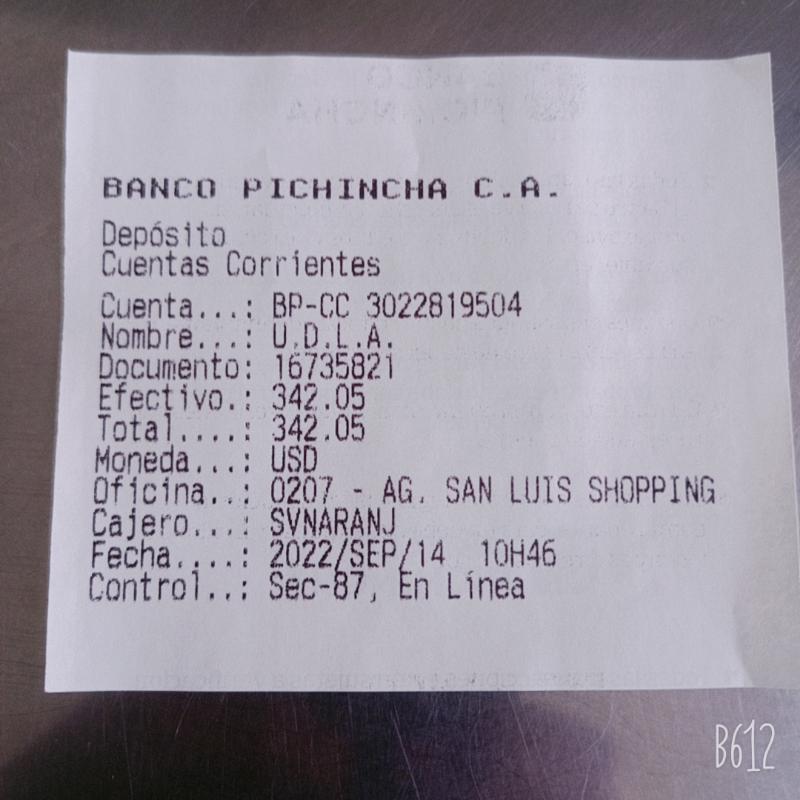 BANCO PICHINCHA C.A.
Depósito
Cuentas Corrientes
Cuenta...: BP-CC 3022819504
Nombre...: U.D.L.A.
Documento: 16735821
Efectivo.: 342.05
Total....: 342.05
Moneda...: USD
Oficina..: 0207 - AG. SAN LUIS SHOPPING
Cajero...: SVNARANJ
Fecha....: 2022/SEP/14 10H46
Control..: Sec-87, En Línea
B612